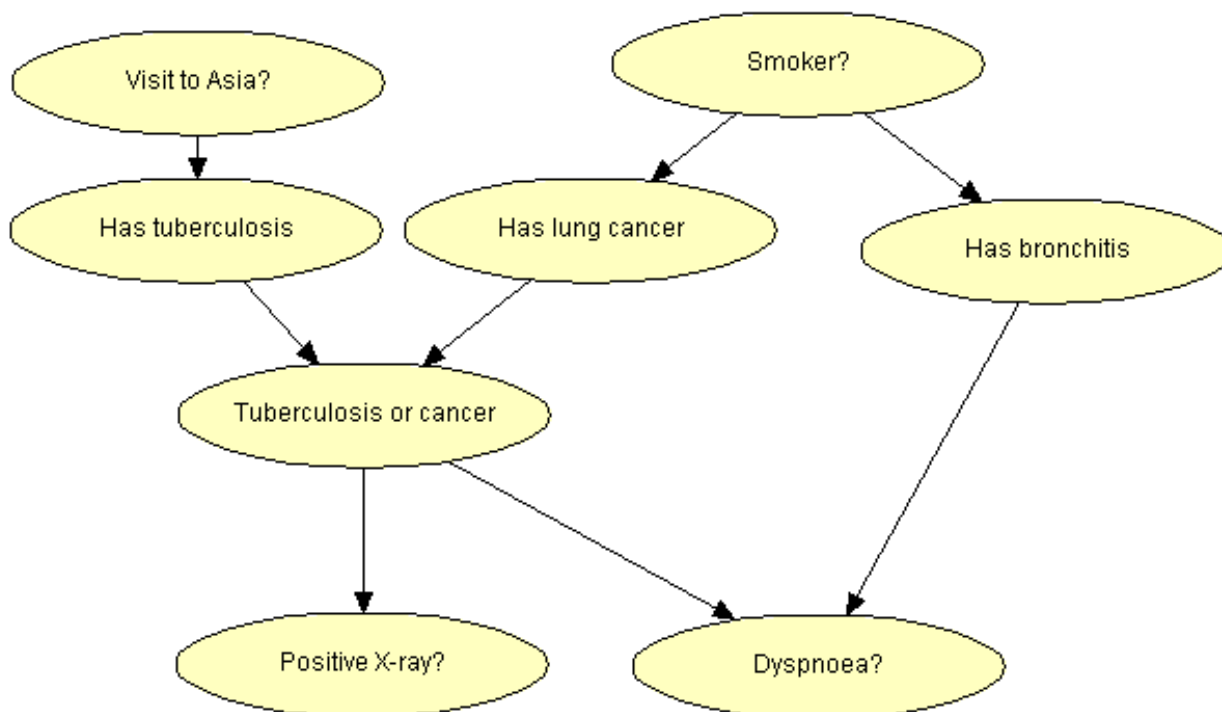 Visit to Asia?
Smoker?
Has tuberculosis
Has lung cancer
Has bronchitis
Tuberculosis or cancer
Positive X-ray?
Dyspnoea?